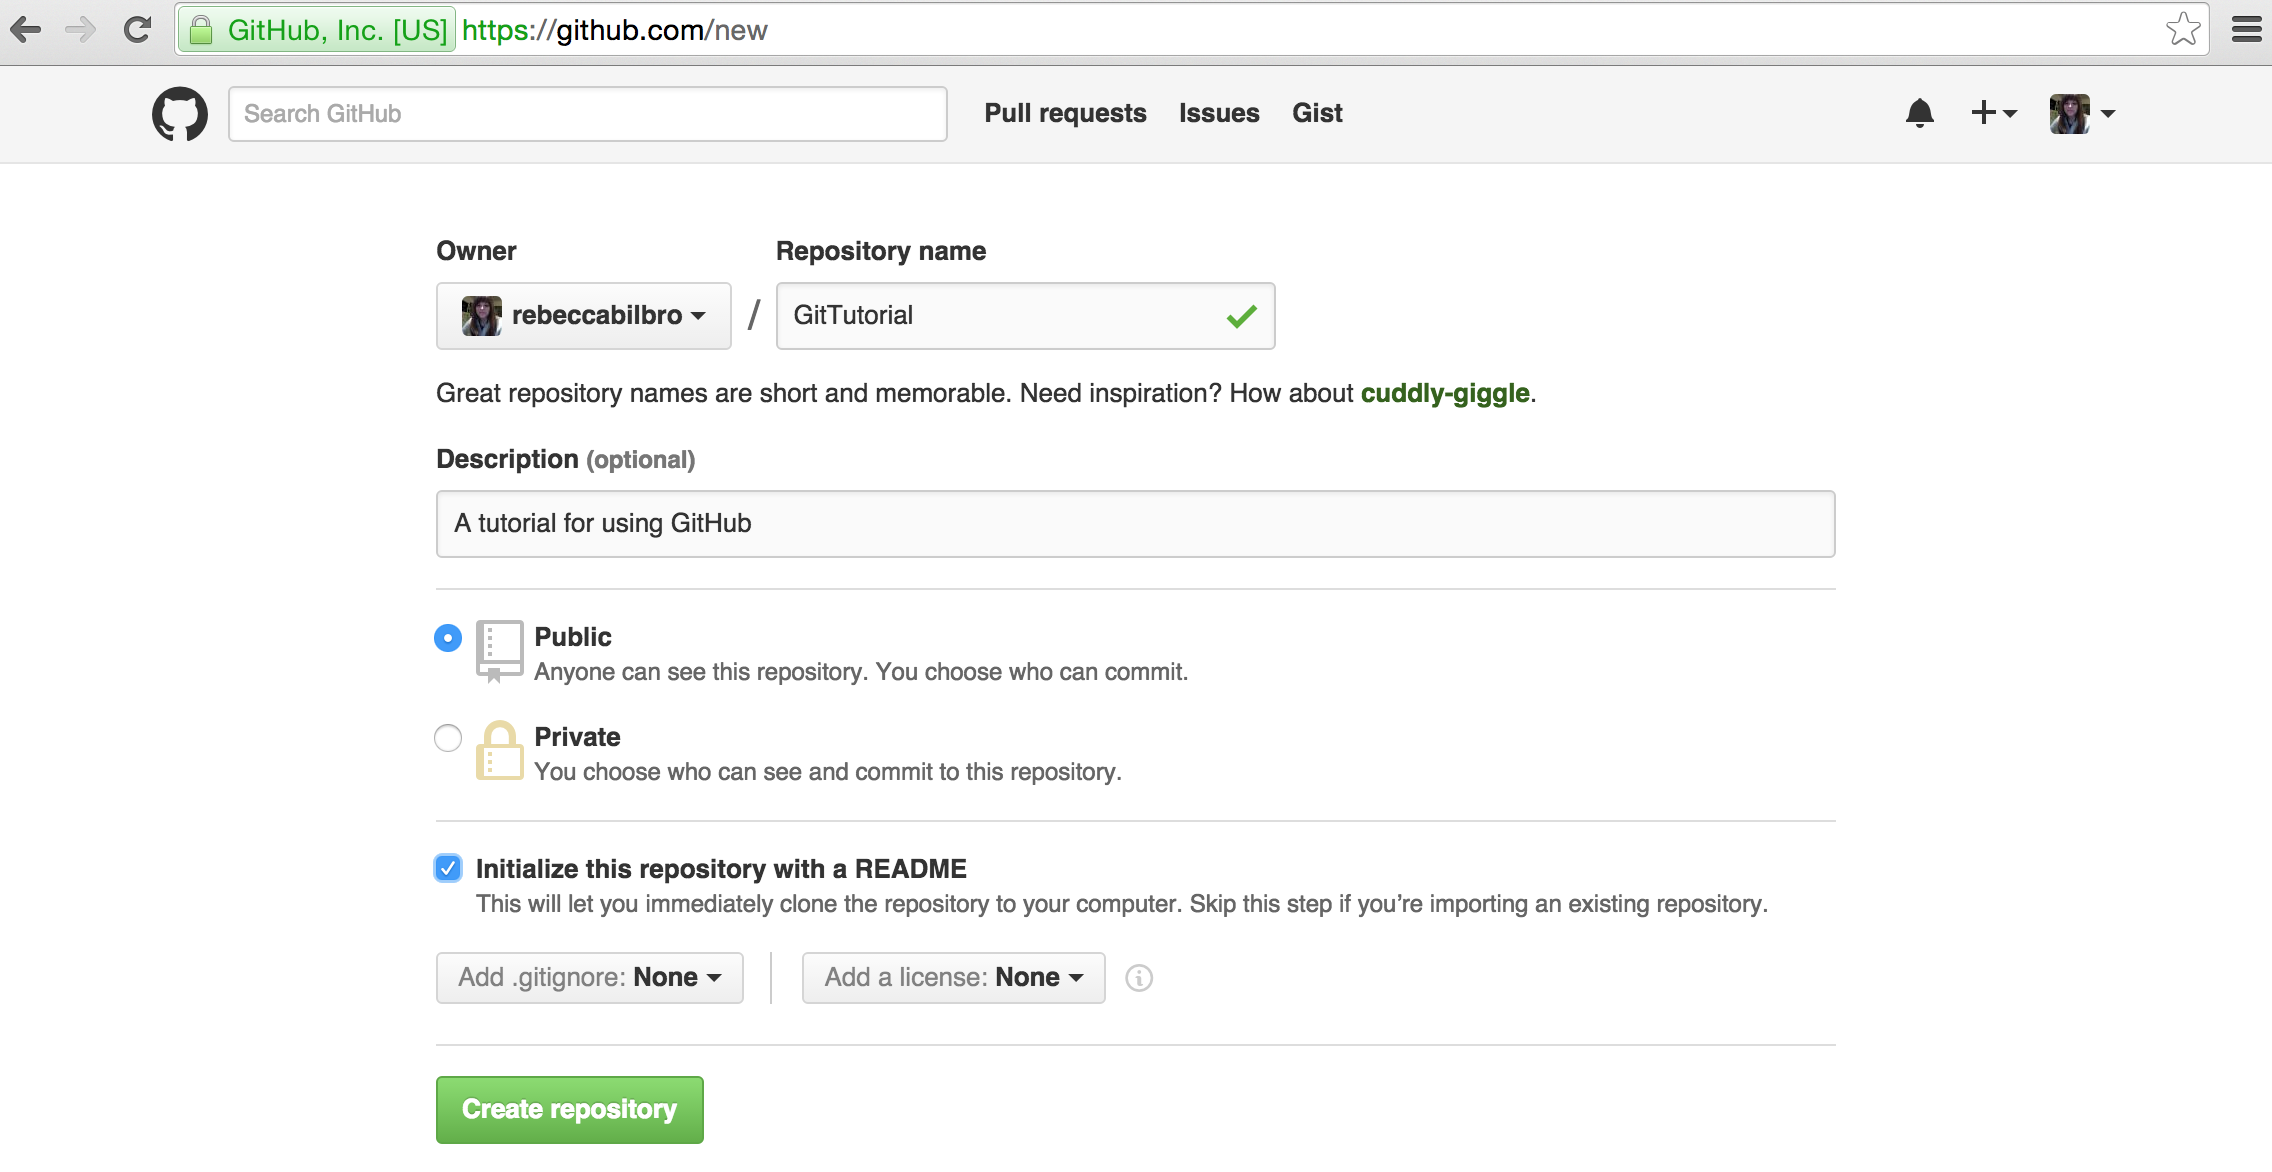 GitHub, Inc. [US] https://github.com/new
Search GitHub Pull requests Issues Gist
Owner Repository name
rebeccabilbro / GitTutorial
Great repository names are short and memorable. Need inspiration? How about cuddly-giggle.
Description (optional)
A tutorial for using GitHub
Public
Anyone can see this repository. You choose who can commit.
Private
You choose who can see and commit to this repository.
Initialize this repository with a README
This will let you immediately clone the repository to your computer. Skip this step if you’re importing an existing repository.
Add .gitignore: None Add a license: None
Create repository